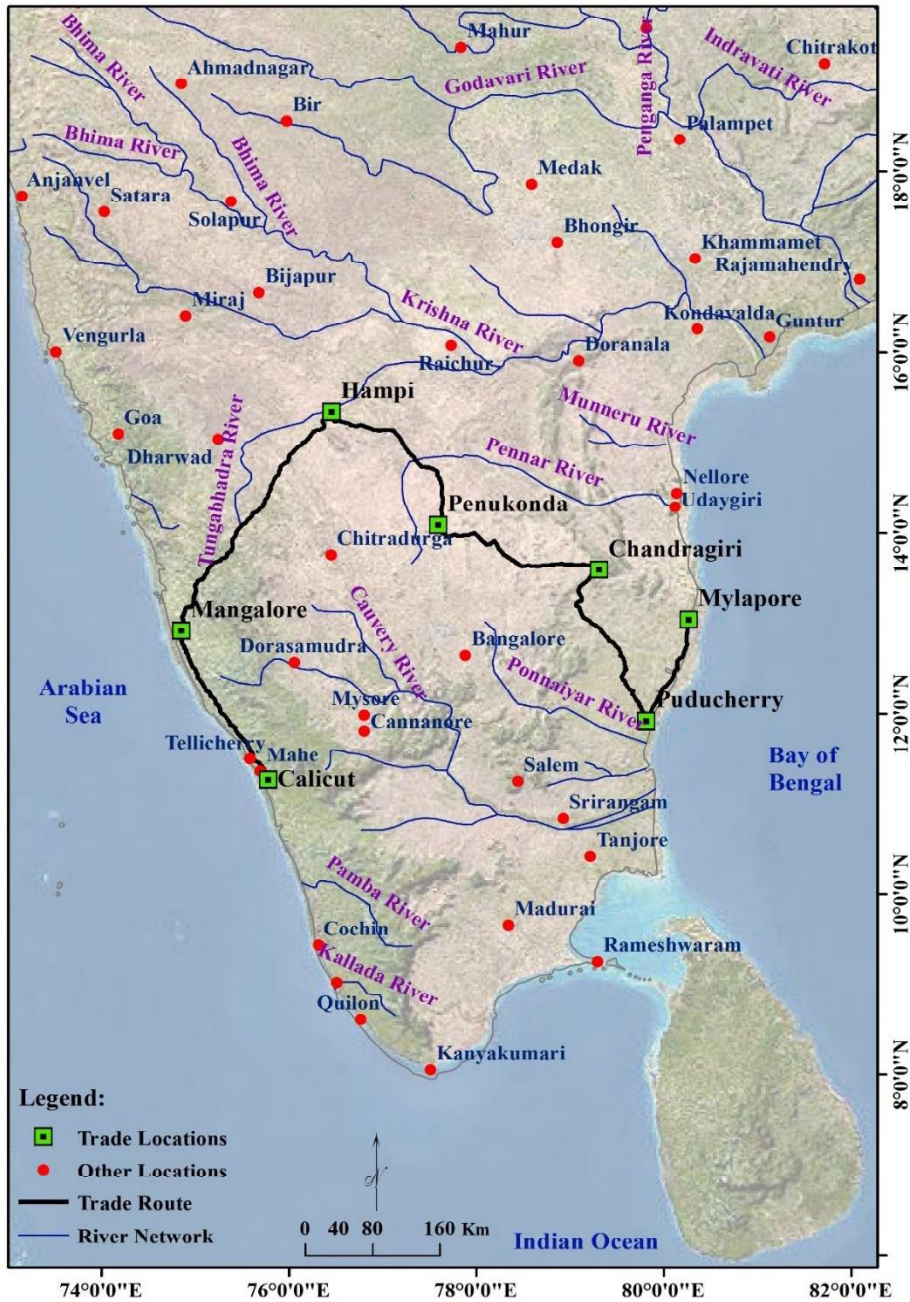 Mahur
Chitrakot
Bhima River
Ahmadnagar
Godavari River
Penganga River
Indravati River
Bir
Palampet
Bhima River
Bhima River
Medak
Anjanvel
Satara
Solapur
Bhongir
Khammamet
Rajamahendry
Bijapur
Miraj
Krishna River
Kondavalda
Guntur
Vengurla
Raichur
Doranala
Hampi
Munneru River
Goa
Dharwad
Tungabhadra River
Pennar River
Nellore
Udaygiri
Penukonda
Chitradurga
Chandragiri
Mylapore
Mangalore
Dorasamudra
Cauvery River
Bangalore
Ponnaiyar River
Arabian
Sea
Mysore
Cannanore
Puducherry
Tellicherry
Mahe
Calicut
Salem
Bay of
Bengal
Srirangam
Tanjore
Pamba River
Madurai
Cochin
Kallada River
Rameshwaram
Quilon
Kanyakumari
Legend:
Trade Locations
Other Locations
Trade Route
River Network
N
0 40 80 160 Km
Indian Ocean
18°0'0"N
16°0'0"N
14°0'0"N
12°0'0"N
10°0'0"N
8°0'0"N
74°0'0"E
76°0'0"E
78°0'0"E
80°0'0"E
82°0'0"E